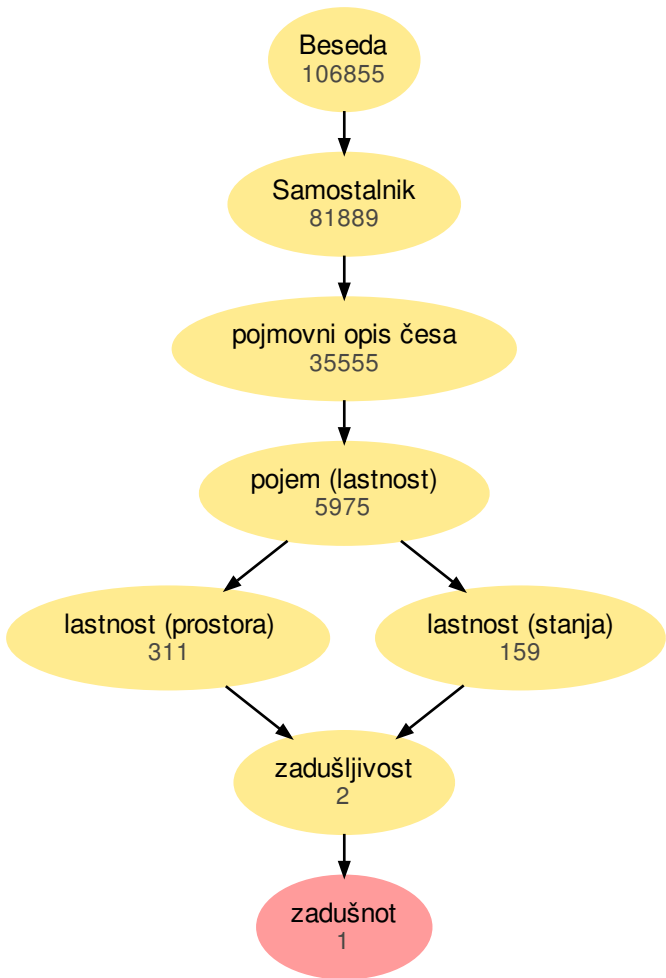 Beseda
106855
Samostalnik
81889
pojmovni opis česa
35555
pojem (lastnost)
5975
lastnost (prostora)
311
lastnost (stanja)
159
zadušljivost
2
zadušnot
1